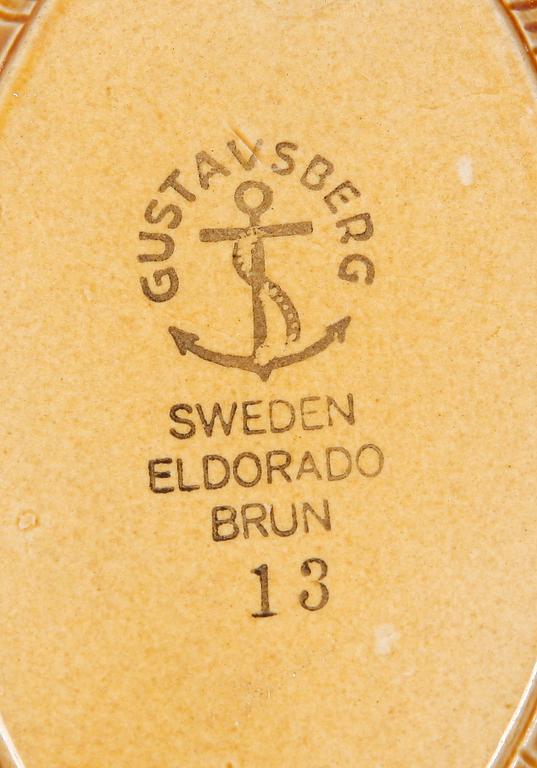 GUSTAVSBERG
SWEDEN
ELDORADO
BRUN
13